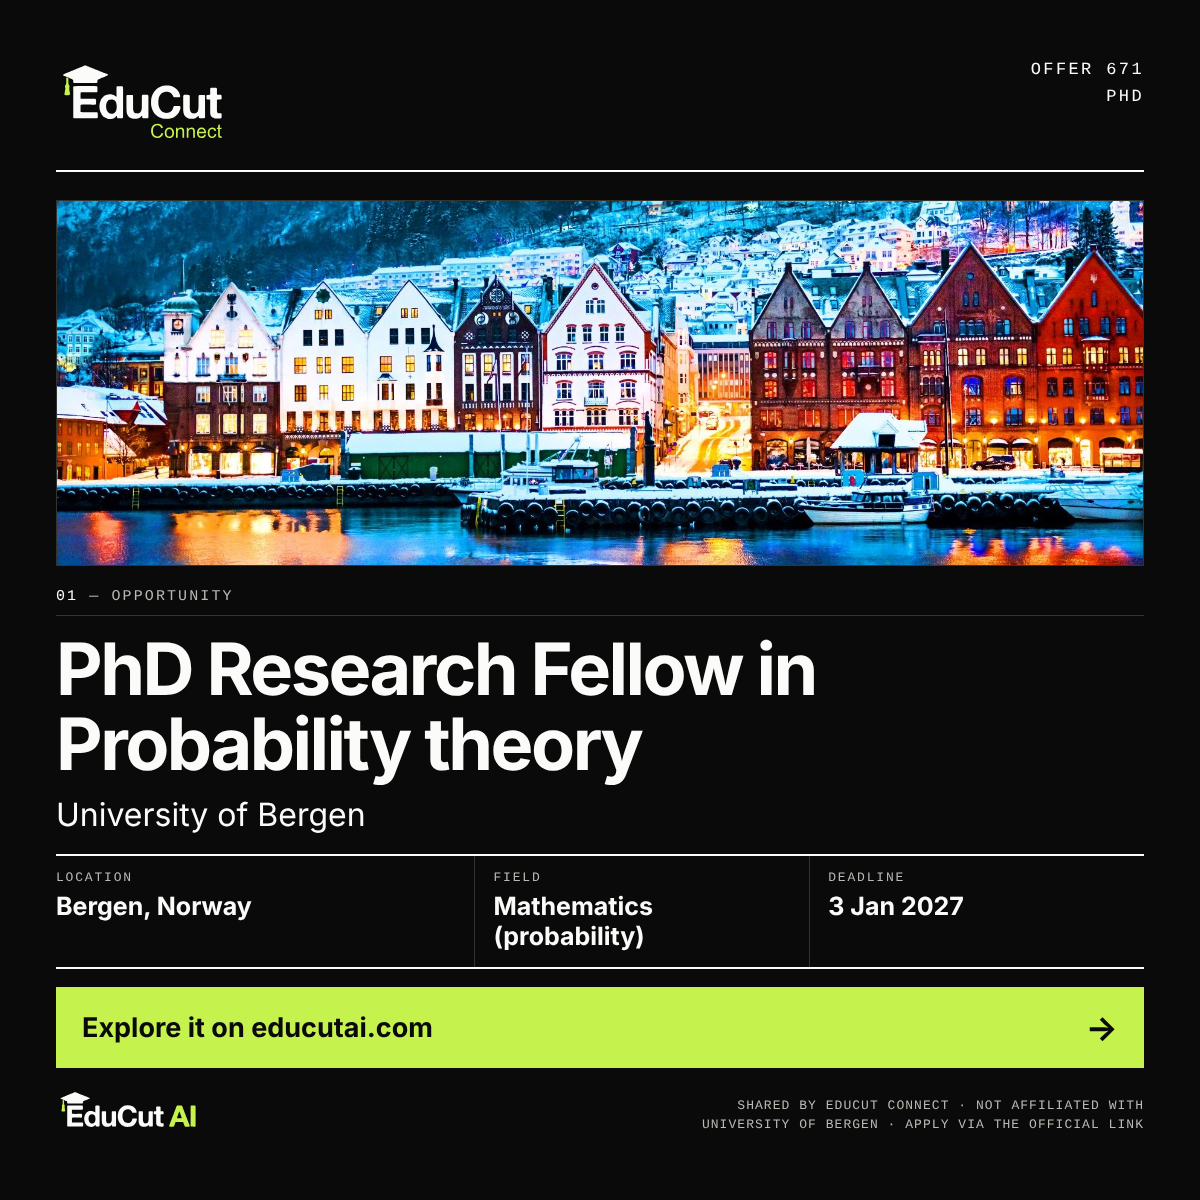 EduCut
Connect
OFFER 671
PHD
01 — OPPORTUNITY
PhD Research Fellow in
Probability theory
University of Bergen
LOCATION
Bergen, Norway
FIELD
Mathematics
(probability)
DEADLINE
3 Jan 2027
Explore it on educutai.com →
EduCut AI
SHARED BY EDUCUT CONNECT · NOT AFFILIATED WITH
UNIVERSITY OF BERGEN · APPLY VIA THE OFFICIAL LINK